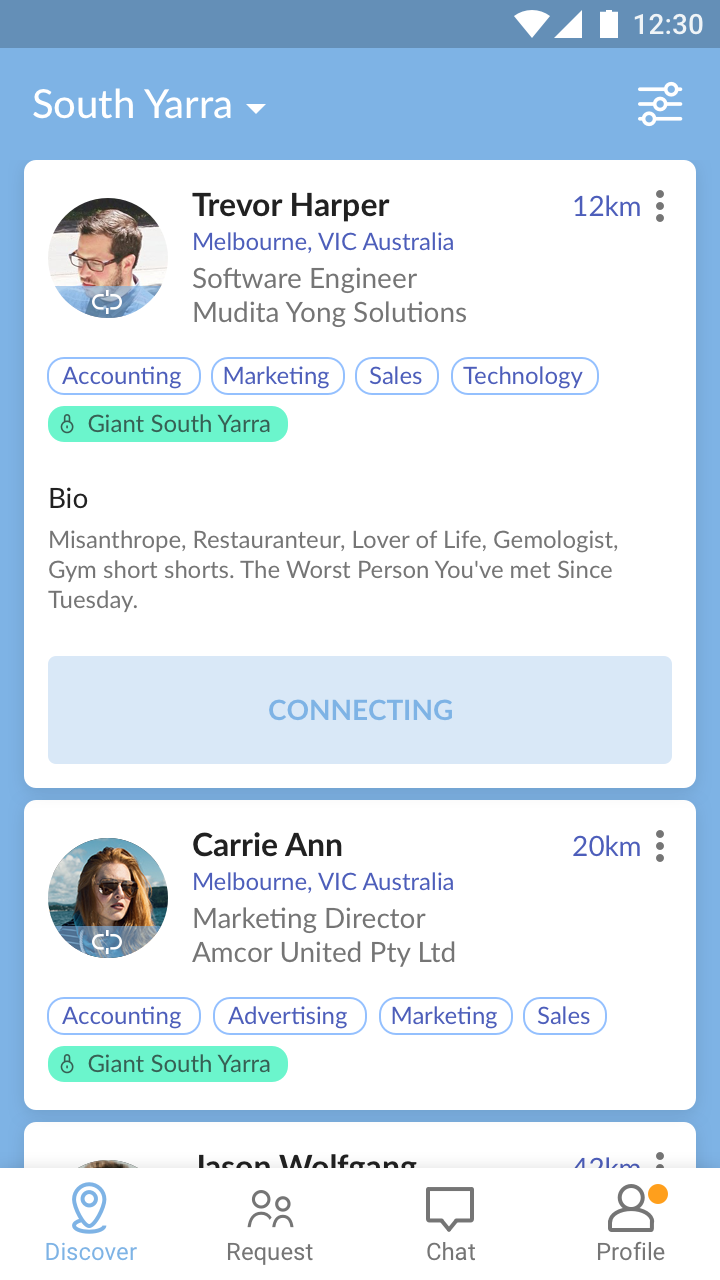 12:30
South Yarra
Trevor Harper
12km
Melbourne, VIC Australia
Software Engineer
Mudita Yong Solutions
Accounting Marketing Sales Technology
Giant South Yarra
Bio
Misanthrope, Restauranteur, Lover of Life, Gemologist,
Gym short shorts. The Worst Person You've met Since
Tuesday.
CONNECTING
Carrie Ann
20km
Melbourne, VIC Australia
Marketing Director
Amcor United Pty Ltd
Accounting Advertising Marketing Sales
Giant South Yarra
Jason Wolfgang
42km
Discover Request Chat Profile